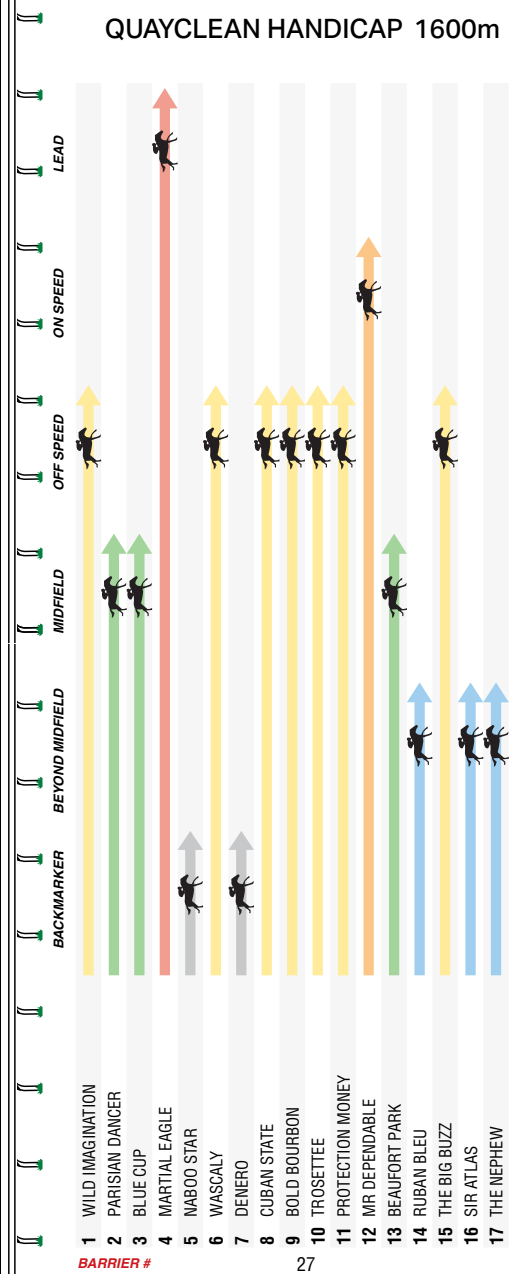 QUAYCLEAN HANDICAP 1600m
LEAD
ON SPEED
OFF SPEED
MIDFIELD
BEYOND MIDFIELD
BACKMARKER
1 WILD IMAGINATION
2 PARISIAN DANCER
3 BLUE CUP
4 MARTIAL EAGLE
5 NABOO STAR
6 WASCALY
7 DENERO
8 CUBAN STATE
9 BOLD BOURBON
10 TROSETTEE
11 PROTECTION MONEY
12 MR DEPENDABLE
13 BEAUFORT PARK
14 RUBAN BLEU
15 THE BIG BUZZ
16 SIR ATLAS
17 THE NEPHEW
BARRIER #
27